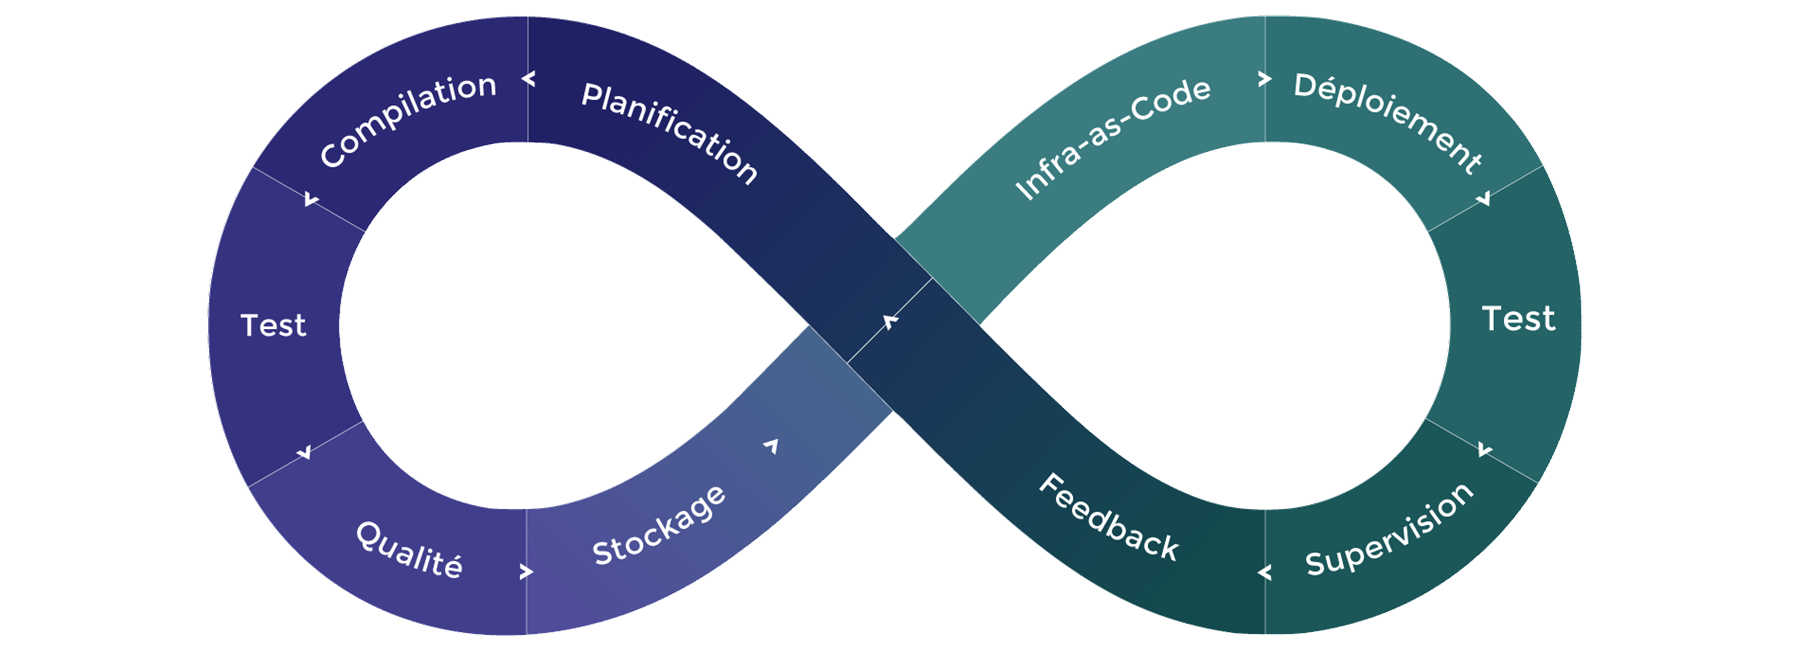 Planification
Compilation
Test
Qualité
Stockage
Infra-as-Code
Déploiement
Test
Supervision
Feedback